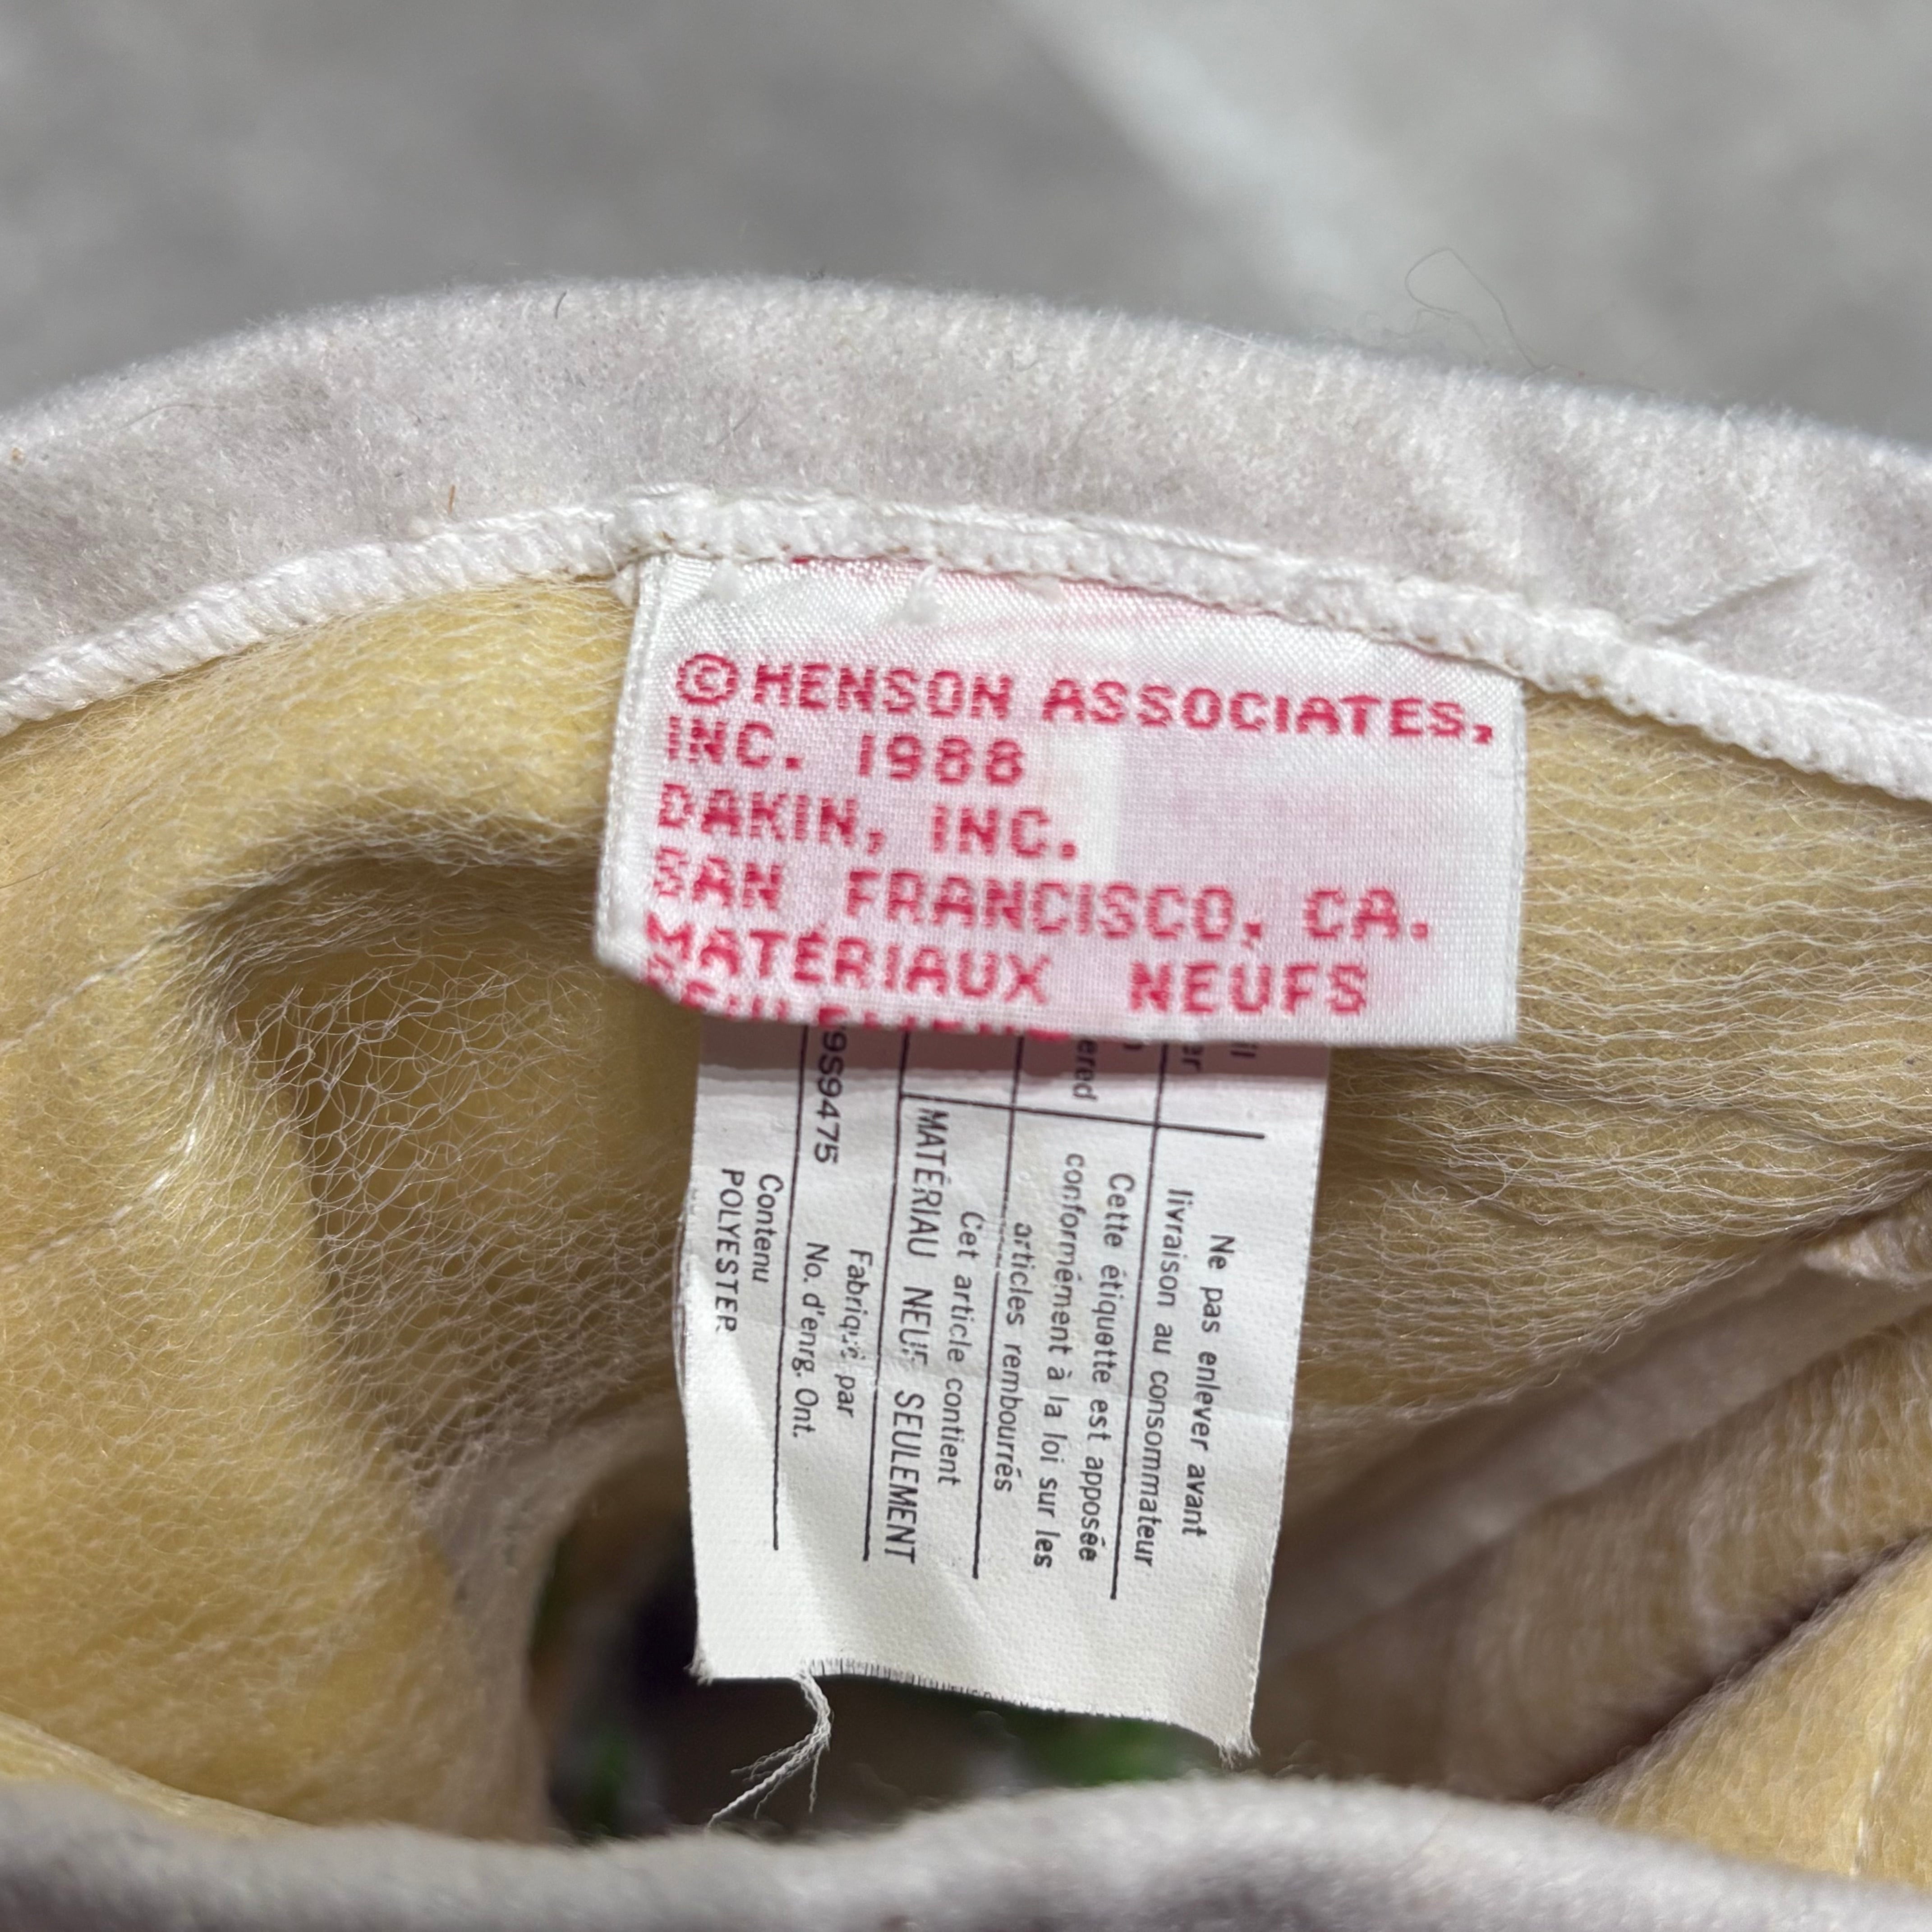 © HENSON ASSOCIATES,
INC. 1988
DAKIN, INC.
SAN FRANCISCO, CA.
MATÉRIAUX NEUFS
Ne pas enlever avant
livraison au consommateur
Cette étiquette est apposée
conformément à la loi sur les
articles rembourrés
Cet article contient
MATÉRIAU NEUF SEULEMENT
Fabriqué par
No. d'enrg. Ont.
9S9475
Contenu
POLYESTER